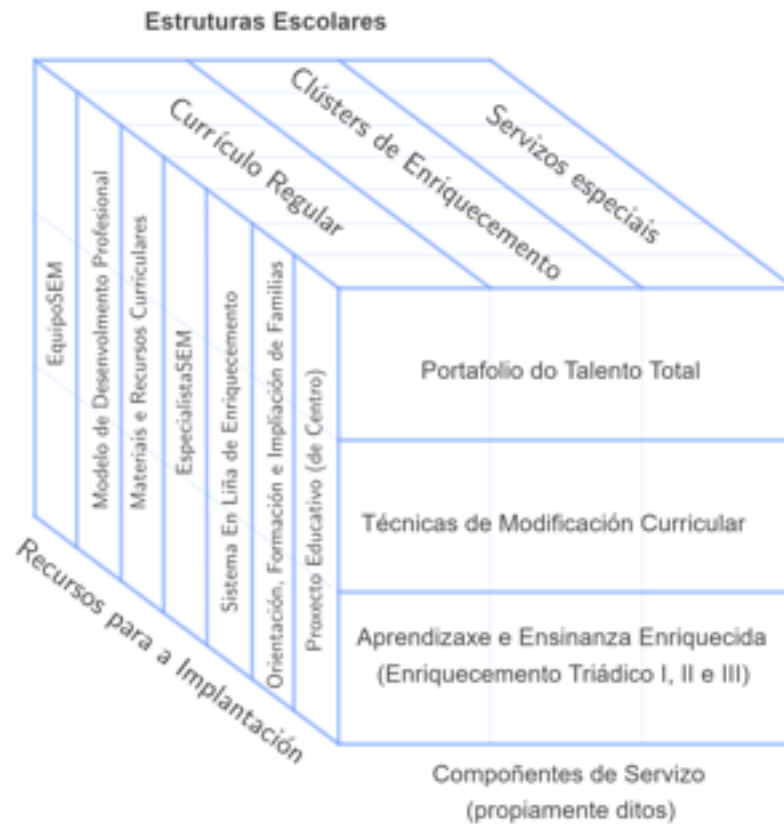 Estruturas Escolares
Currículo Regular
Clústers de Enriquecemento
Servizos especiais
EquipoSEM
Modelo de Desenvolmento Profesional
Materiais e Recursos Curriculares
EspecialistaSEM
Sistema En Liña de Enriquecemento
Orientación, Formación e Impliación de Familias
Proxecto Educativo (de Centro)
Recursos para a Implantación
Portafolio do Talento Total
Técnicas de Modificación Curricular
Aprendizaxe e Ensinanza Enriquecida
(Enriquecemento Triádico I, II e III)
Compoñentes de Servizo
(propiamente ditos)